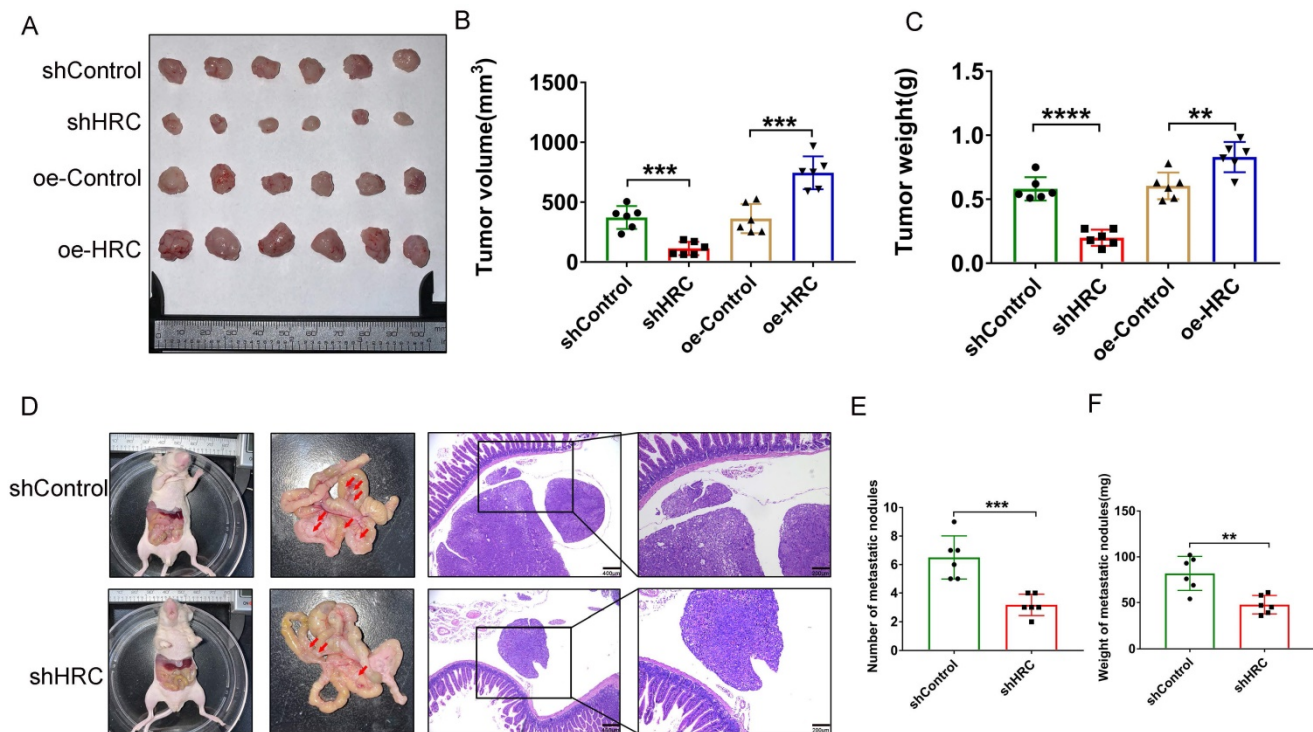 A
shControl
shHRC
oe-Control
oe-HRC
B
Tumor volume(mm³)
1500
1000
500
0
***
***
shControl
shHRC
oe-Control
oe-HRC
C
Tumor weight(g)
1.5
1.0
0.5
0.0
****
**
shControl
shHRC
oe-Control
oe-HRC
D
shControl
shHRC
400μm
200μm
E
Number of metastatic nodules
10
8
6
4
2
0
***
shControl
shHRC
F
Weight of metastatic nodules(mg)
150
100
50
0
**
shControl
shHRC